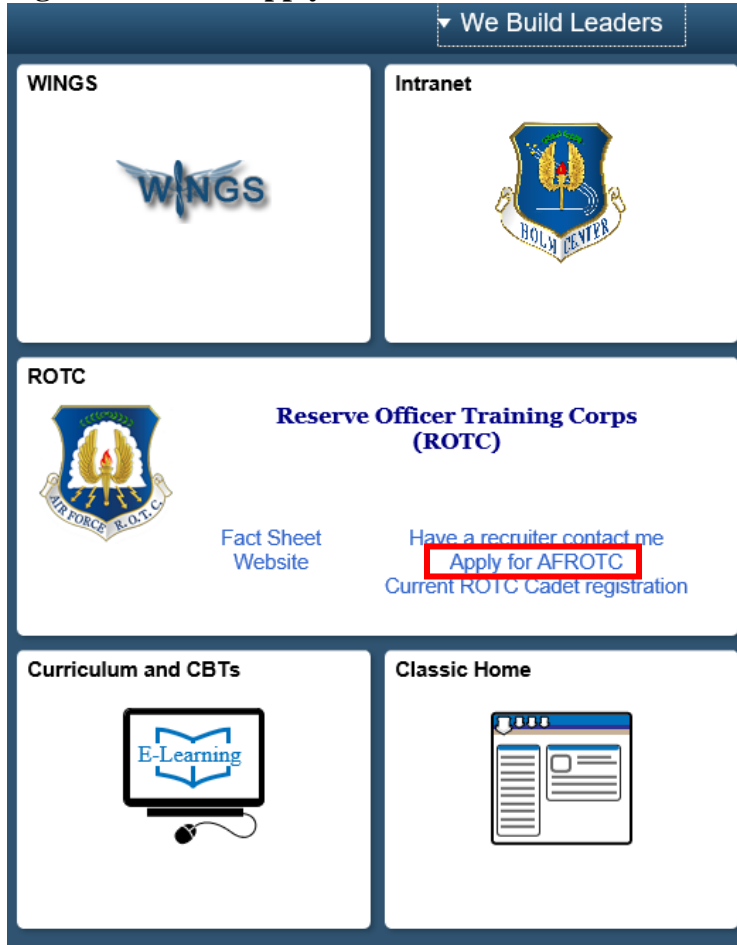 ▾ We Build Leaders
WINGS
Intranet
WINGS
HOLM CENTER
ROTC
Reserve Officer Training Corps
(ROTC)
AIR FORCE R.O.T.C.
Fact Sheet
Have a recruiter contact me
Website
Apply for AFROTC
Current ROTC Cadet registration
Curriculum and CBTs
Classic Home
E-Learning